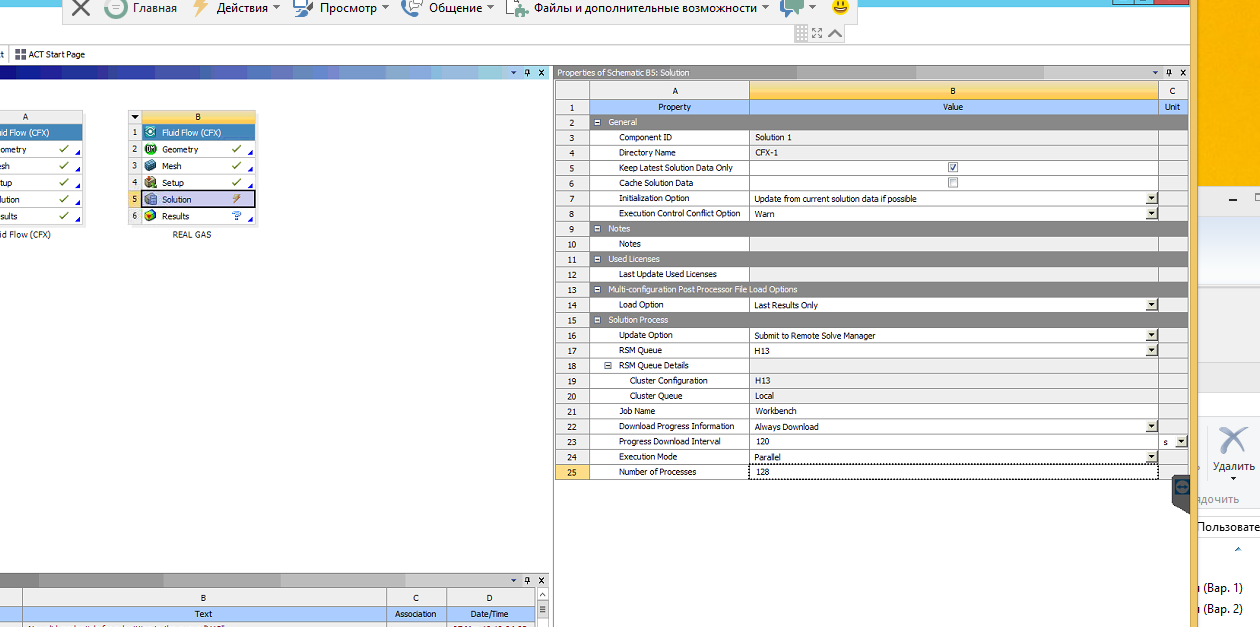 Главная Действия Просмотр Общение Файлы и дополнительные возможности
ACT Start Page
Properties of Schematic B5: Solution
A B C
1 Property Value Unit
2 General
3 Component ID Solution 1
4 Directory Name CFX-1
5 Keep Latest Solution Data Only
6 Cache Solution Data
7 Initialization Option Update from current solution data if possible
8 Execution Control Conflict Option Warn
9 Notes
10 Notes
11 Used Licenses
12 Last Update Used Licenses
13 Multi-configuration Post Processor File Load Options
14 Load Option Last Results Only
15 Solution Process
16 Update Option Submit to Remote Solve Manager
17 RSM Queue H13
18 RSM Queue Details
19 Cluster Configuration H13
20 Cluster Queue Local
21 Job Name Workbench
22 Download Progress Information Always Download
23 Progress Download Interval 120 s
24 Execution Mode Parallel
25 Number of Processes 128
A
id Flow (CFX)
ometry
esh
tup
lution
sults
id Flow (CFX)
B
1 Fluid Flow (CFX)
2 Geometry
3 Mesh
4 Setup
5 Solution
6 Results
REAL GAS
B C D
Text Association Date/Time
Удалить
дочить
Пользовате
(Вар. 1)
(Вар. 2)